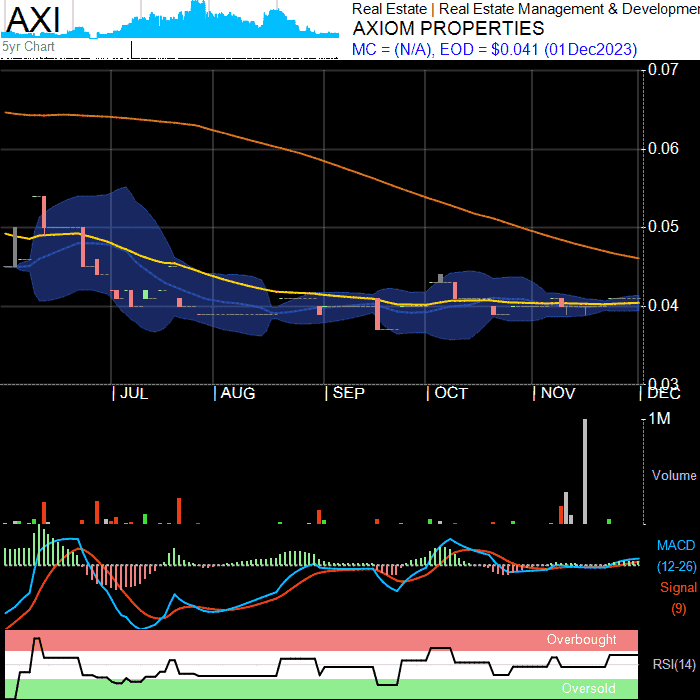 AXI
5yr Chart
Real Estate | Real Estate Management & Developmen
AXIOM PROPERTIES
MC = (N/A), EOD = $0.041 (01Dec2023)
0.07
0.06
0.05
0.04
0.03
JUL AUG SEP OCT NOV DEC
1M
Volume
MACD
(12-26)
Signal
(9)
Overbought
RSI(14)
Oversold